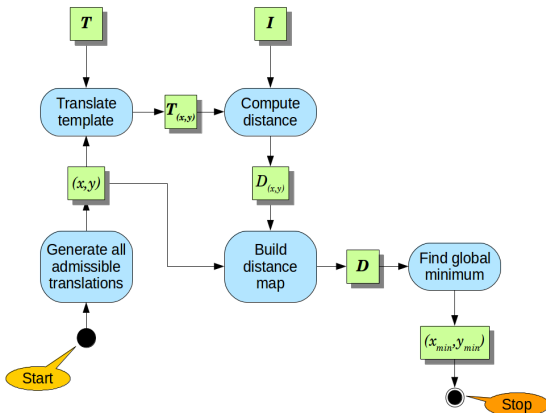 T
I
Translate
template
T(x,y)
Compute
distance
(x,y)
D(x,y)
Generate all
admissible
translations
Build
distance
map
D
Find global
minimum
(xmin,ymin)
Start
Stop